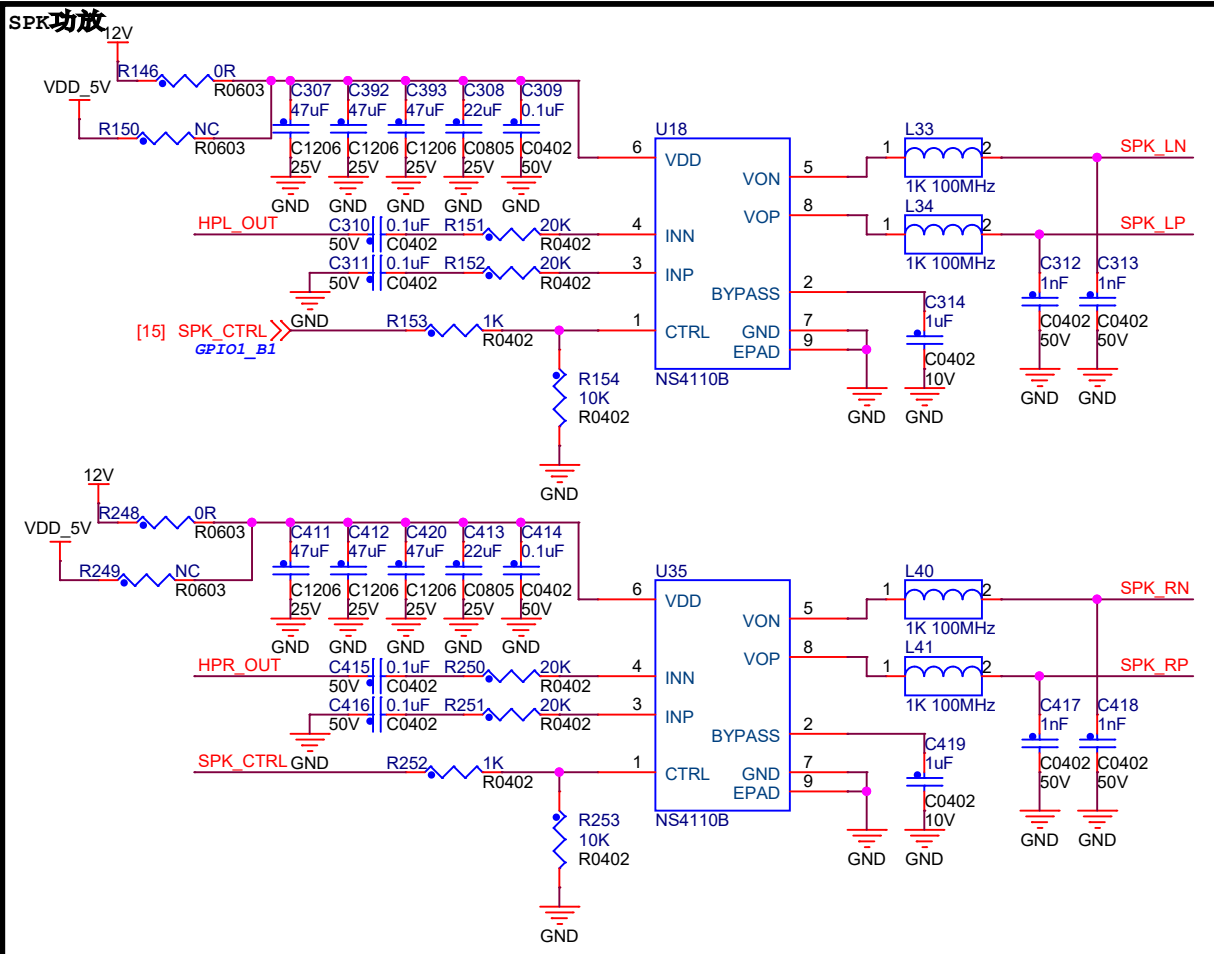 SPK功放
12V
R146 0R
R0603
VDD_5V
R150 NC
R0603
C307 C392 C393 C308 C309
47uF 47uF 47uF 22uF 0.1uF
C1206 C1206 C1206 C0805 C0402
25V 25V 25V 25V 50V
GND GND GND GND GND
HPL_OUT
C310 0.1uF R151 20K
50V C0402 R0402
C311 0.1uF R152 20K
50V C0402 R0402
GND
[15] SPK_CTRL
GPIO1_B1
R153 1K
R0402
R154
10K
R0402
GND
U18
6 VDD
4 INN
3 INP
1 CTRL
VON 5
VOP 8
BYPASS 2
GND 7
EPAD 9
NS4110B
L33
1 2
1K 100MHz
SPK_LN
L34
1 2
1K 100MHz
SPK_LP
C312 C313
1nF 1nF
C0402 C0402
50V 50V
GND GND
C314
1uF
C0402
10V
GND GND
12V
R248 0R
R0603
VDD_5V
R249 NC
R0603
C411 C412 C420 C413 C414
47uF 47uF 47uF 22uF 0.1uF
C1206 C1206 C1206 C0805 C0402
25V 25V 25V 25V 50V
GND GND GND GND GND
HPR_OUT
C415 0.1uF R250 20K
50V C0402 R0402
C416 0.1uF R251 20K
50V C0402 R0402
GND
SPK_CTRL
R252 1K
R0402
R253
10K
R0402
GND
U35
6 VDD
4 INN
3 INP
1 CTRL
VON 5
VOP 8
BYPASS 2
GND 7
EPAD 9
NS4110B
L40
1 2
1K 100MHz
SPK_RN
L41
1 2
1K 100MHz
SPK_RP
C417 C418
1nF 1nF
C0402 C0402
50V 50V
GND GND
C419
1uF
C0402
10V
GND GND